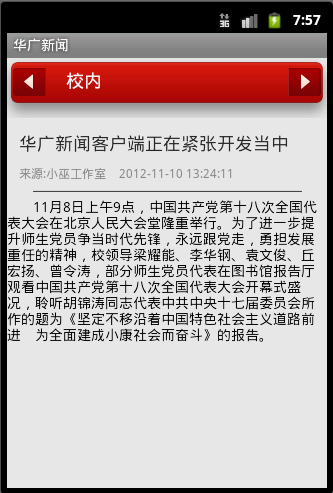 3G 7:57
华广新闻
校内
华广新闻客户端正在紧张开发当中
来源:小巫工作室 2012-11-10 13:24:11
11月8日上午9点，中国共产党第十八次全国代
表大会在北京人民大会堂隆重举行。为了进一步提
升师生党员争当时代先锋，永远跟党走，勇担发展
重任的精神，校领导梁耀能、李华钢、袁文俊、丘
宏扬、曾令涛，部分师生党员代表在图书馆报告厅
观看中国共产党第十八次全国代表大会开幕式盛
况，聆听胡锦涛同志代表中共中央十七届委员会所
作的题为《坚定不移沿着中国特色社会主义道路前
进 为全面建成小康社会而奋斗》的报告。